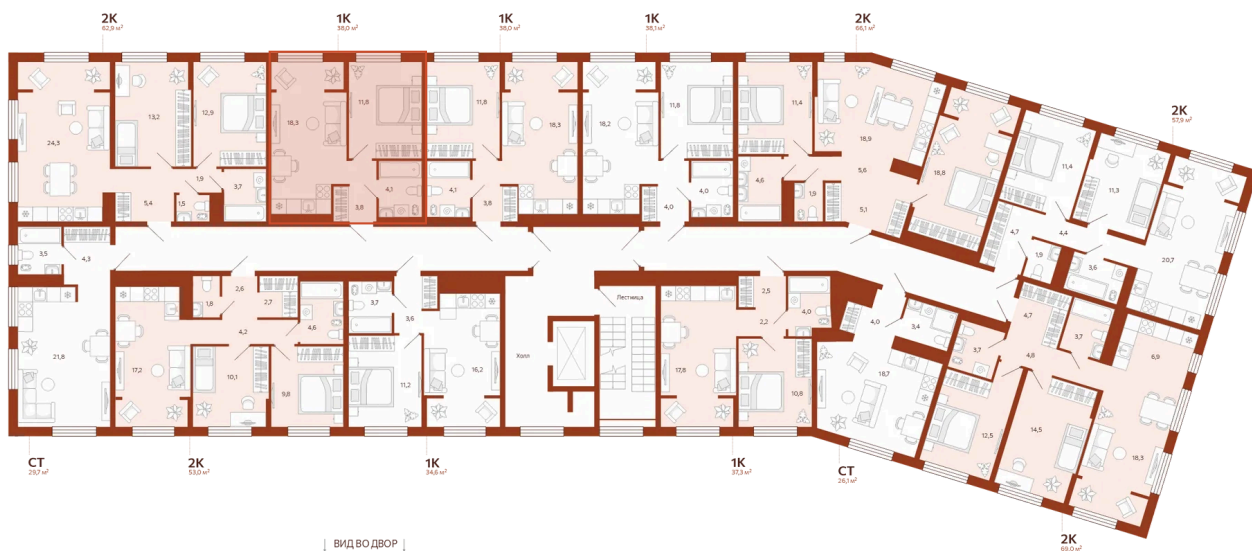 2К
62,9 м²
1К
38,0 м²
1К
38,0 м²
1К
38,1 м²
2К
66,1 м²
2К
57,9 м²
24,3
13,2
12,9
5,4
1,9
1,5
3,7
18,3
11,8
3,8
4,1
11,8
18,3
4,1
3,8
18,2
11,8
4,0
4,0
11,4
18,9
4,6
1,9
5,6
5,1
18,8
11,4
11,3
4,7
4,4
1,9
3,6
20,7
3,5
4,3
21,8
17,2
1,8
2,6
2,7
4,2
4,6
10,1
9,8
3,7
3,6
11,2
16,2
Холл
Лестница
17,8
2,5
2,2
4,0
10,8
4,0
3,4
18,7
3,7
12,5
4,7
4,8
3,7
14,5
6,9
18,3
СТ
29,7 м²
2К
53,0 м²
1К
34,6 м²
1К
37,3 м²
СТ
26,1 м²
2К
69,0 м²
ВИД ВО ДВОР